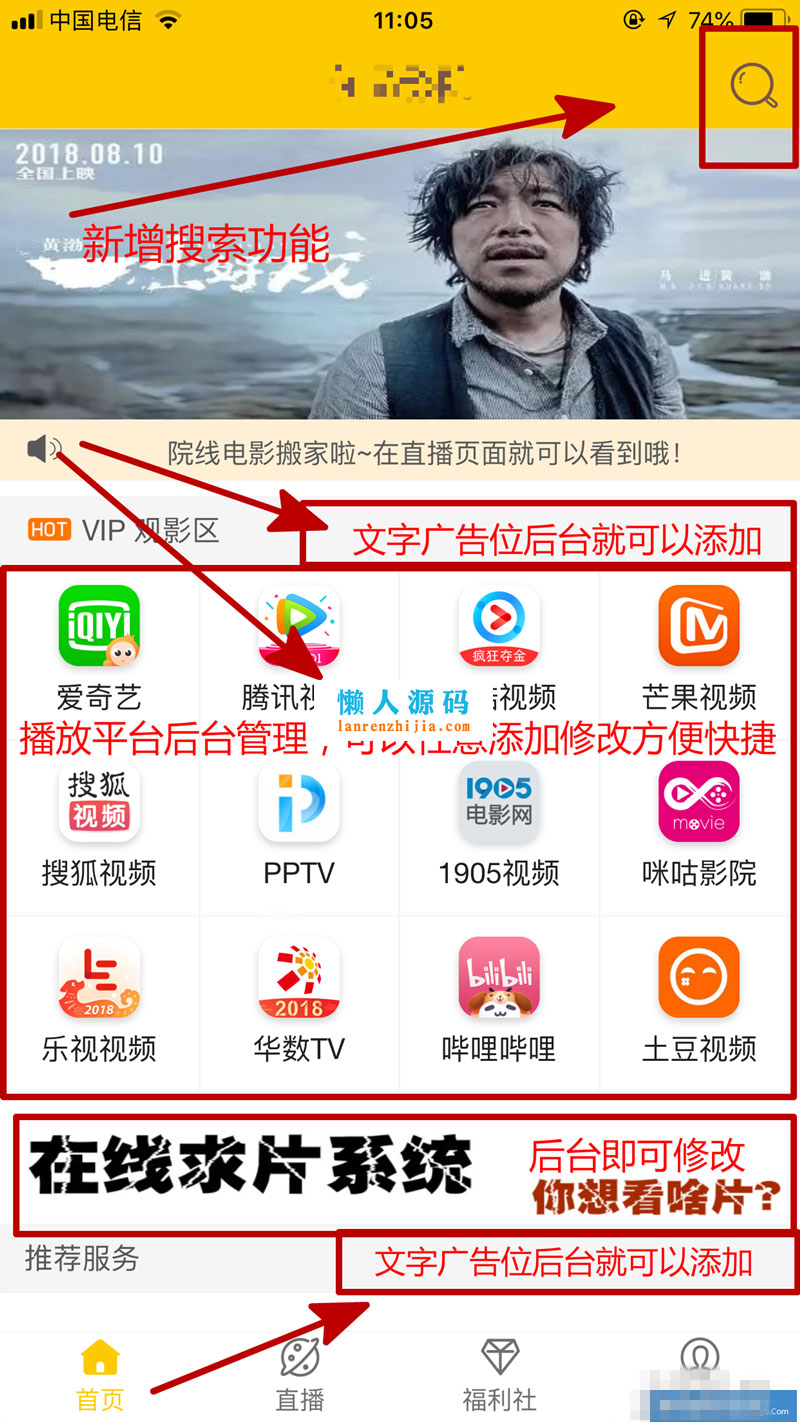 中国电信 11:05 74%
2018.08.10
全国上映
新增搜索功能
黄渤
好戏
马进 黄渤
MA JIN HUANG BO
院线电影搬家啦~在直播页面就可以看到哦!
HOT VIP 观影区
文字广告位后台就可以添加
iQIYI
疯狂夺金
爱奇艺 腾讯视 视频 芒果视频
懒人源码
lanrenzhijia.com
播放平台后台管理,可以任意添加修改方便快捷
搜狐
视频
1905
电影网
movie
搜狐视频 PPTV 1905视频 咪咕影院
2018
2018
bilibili
乐视视频 华数TV 哔哩哔哩 土豆视频
在线求片系统
后台即可修改
你想看啥片?
推荐服务
文字广告位后台就可以添加
首页 直播 福利社
.Com